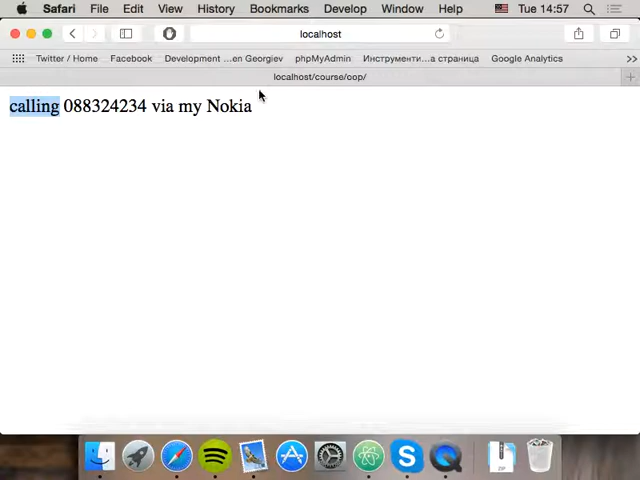 Safari File Edit View History Bookmarks Develop Window Help Tue 14:57
localhost
Twitter / Home Facebook Development ...en Georgiev phpMyAdmin Инструменти...а страница Google Analytics >>
localhost/course/oop/ +
calling 088324234 via my Nokia
S
ZIP